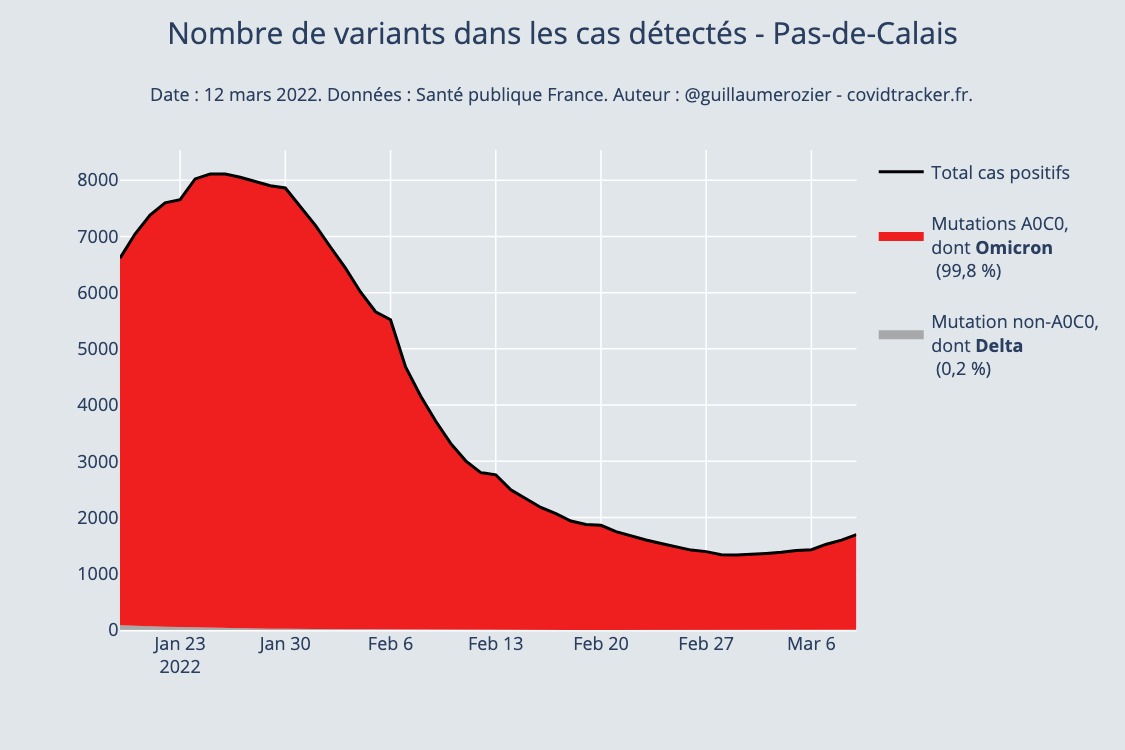 Nombre de variants dans les cas détectés - Pas-de-Calais
Date : 12 mars 2022. Données : Santé publique France. Auteur : @guillaumerozier - covidtracker.fr.
8000
7000
6000
5000
4000
3000
2000
1000
0
Jan 23
2022
Jan 30
Feb 6
Feb 13
Feb 20
Feb 27
Mar 6
Total cas positifs
Mutations A0C0,
dont Omicron
(99,8 %)
Mutation non-A0C0,
dont Delta
(0,2 %)